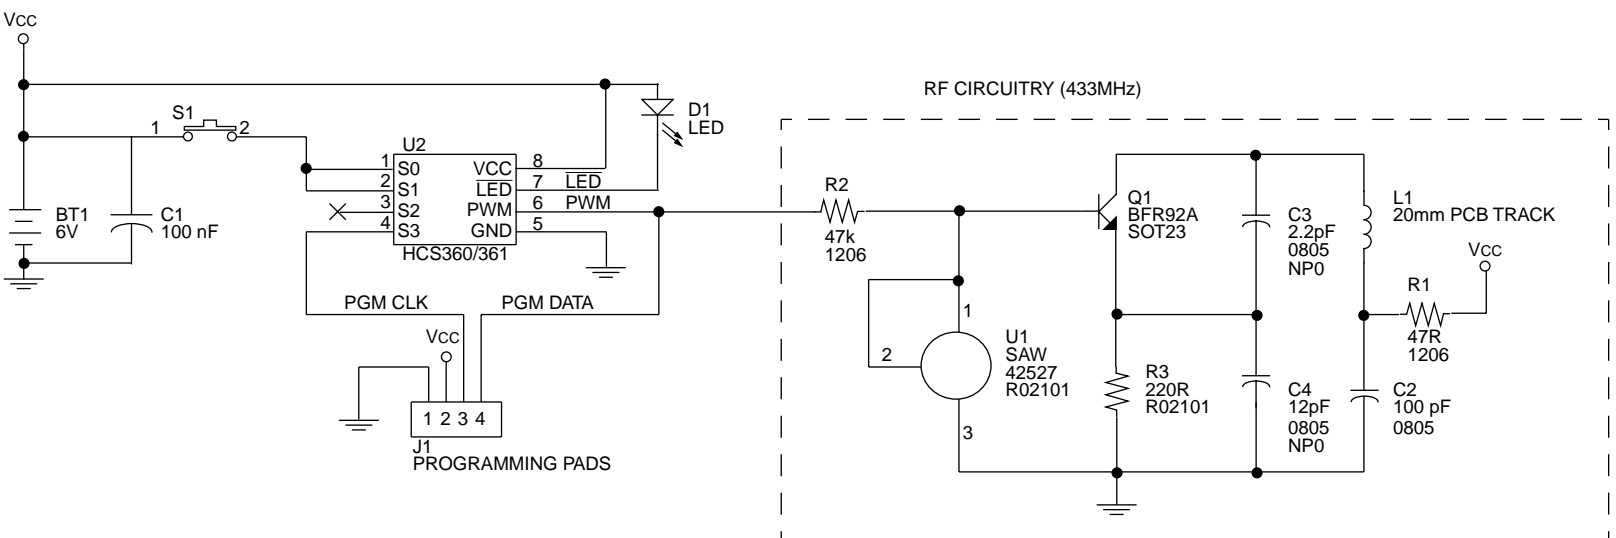 VCC
S1
1
2
BT1
6V
C1
100 nF
U2
1 S0
2 S1
3 S2
4 S3
VCC 8
LED 7
PWM 6
GND 5
HCS360/361
LED
PWM
D1
LED
PGM CLK
PGM DATA
VCC
1 2 3 4
J1
PROGRAMMING PADS
RF CIRCUITRY (433MHz)
R2
47k
1206
1
2
3
U1
SAW
42527
R02101
Q1
BFR92A
SOT23
R3
220R
R02101
C3
2.2pF
0805
NP0
C4
12pF
0805
NP0
L1
20mm PCB TRACK
VCC
R1
47R
1206
C2
100 pF
0805